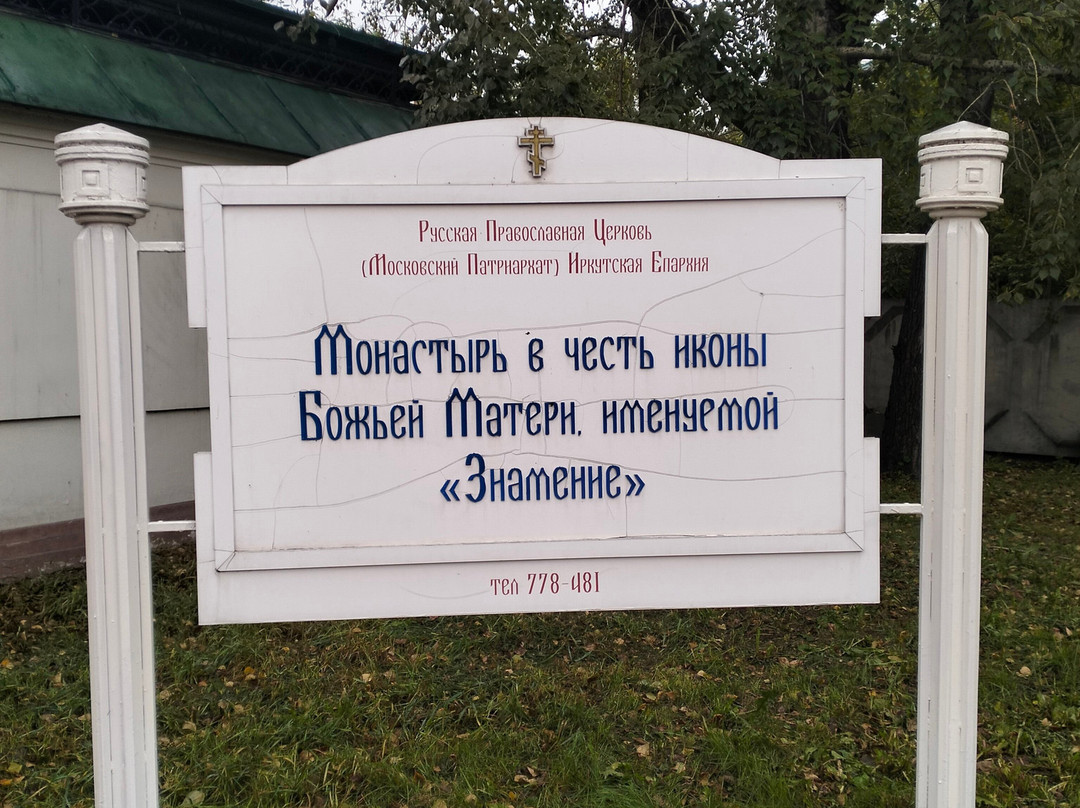 Русская Православная Церковь
(Московский Патриархат) Иркутская Епархия
Монастырь в честь иконы
Божьей Матери, именуемой
«Знамение»
тел 778-481